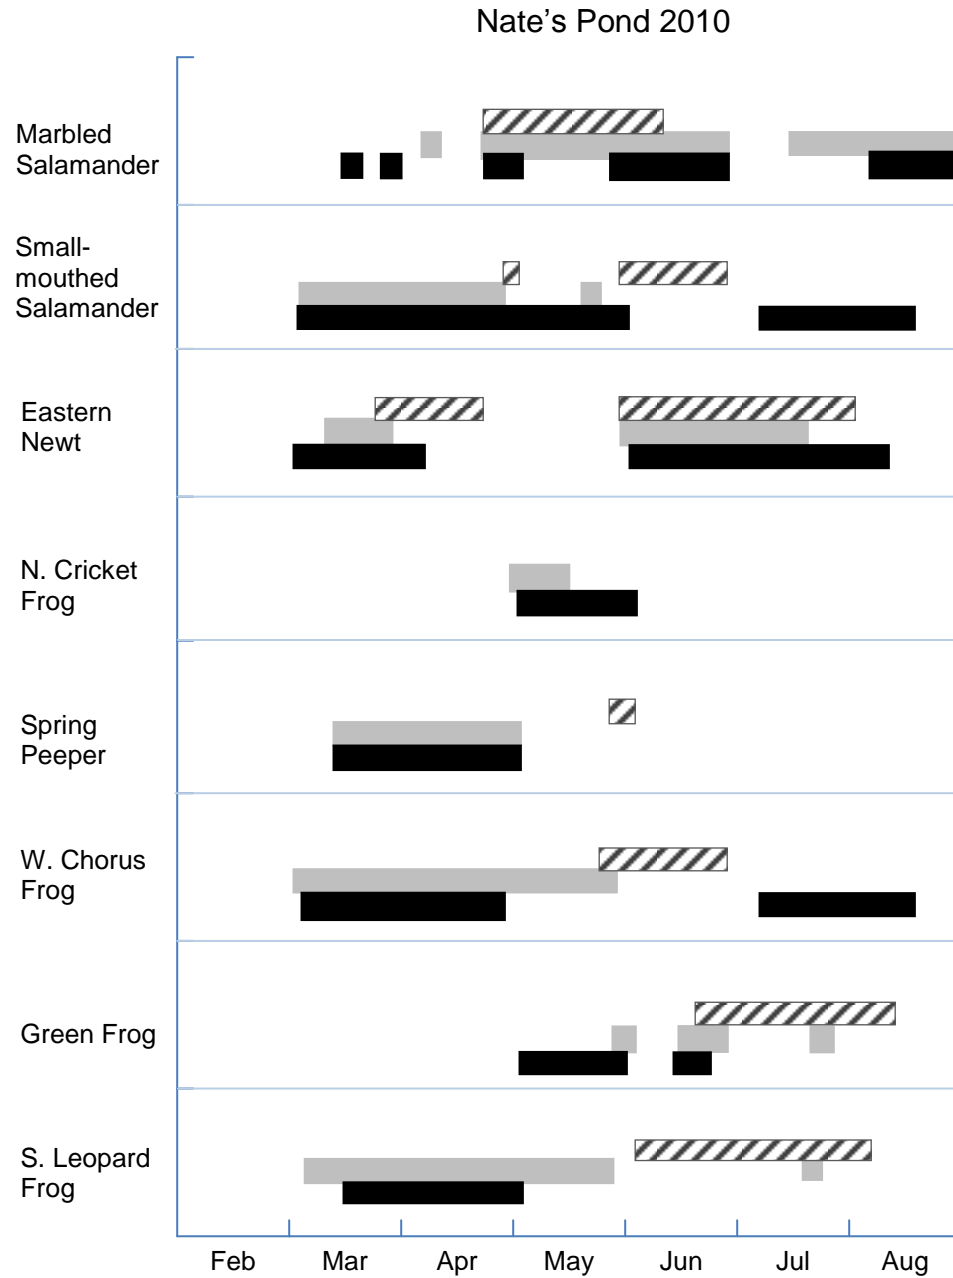 Nate’s Pond 2010
Marbled
Salamander
Small-
mouthed
Salamander
Eastern
Newt
N. Cricket
Frog
Spring
Peeper
W. Chorus
Frog
Green Frog
S. Leopard
Frog
Feb Mar Apr May Jun Jul Aug